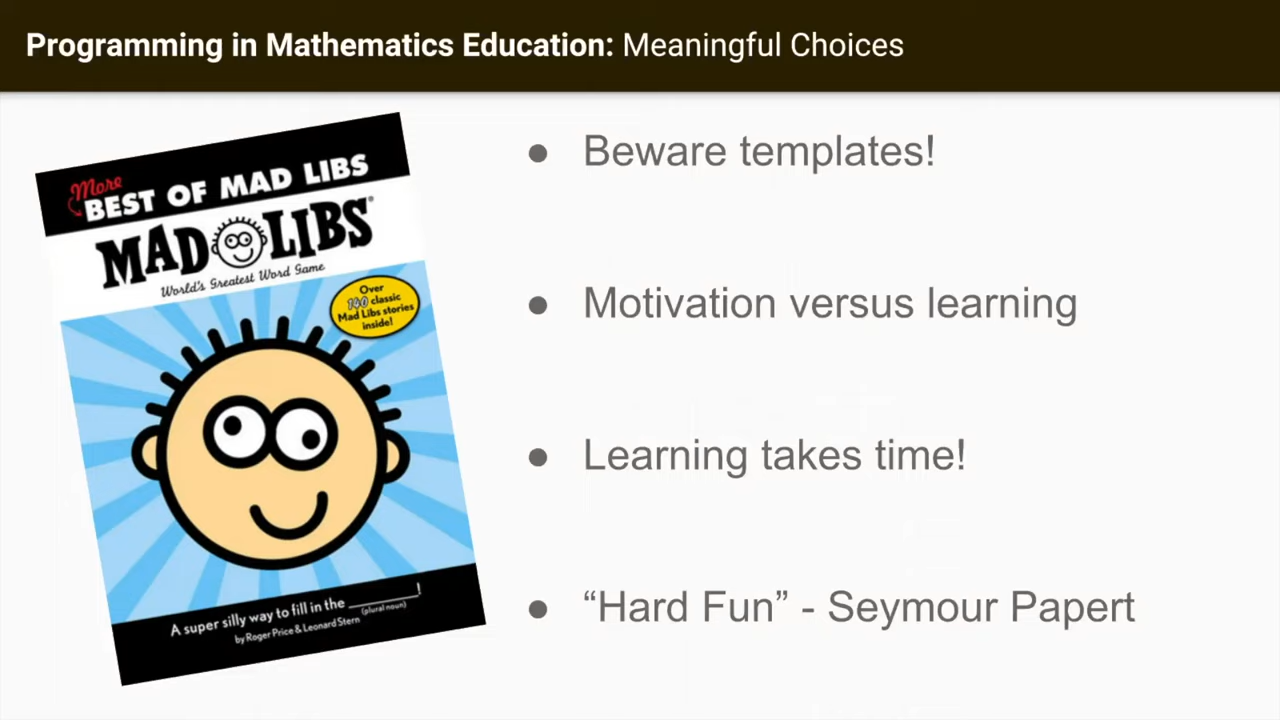 Programming in Mathematics Education: Meaningful Choices
More
BEST OF MAD LIBS
MAD LIBS®
World's Greatest Word Game
Over
140 classic
Mad Libs stories
inside!
A super silly way to fill in the ________!
(plural noun)
by Roger Price & Leonard Stern
● Beware templates!
● Motivation versus learning
● Learning takes time!
● “Hard Fun” - Seymour Papert